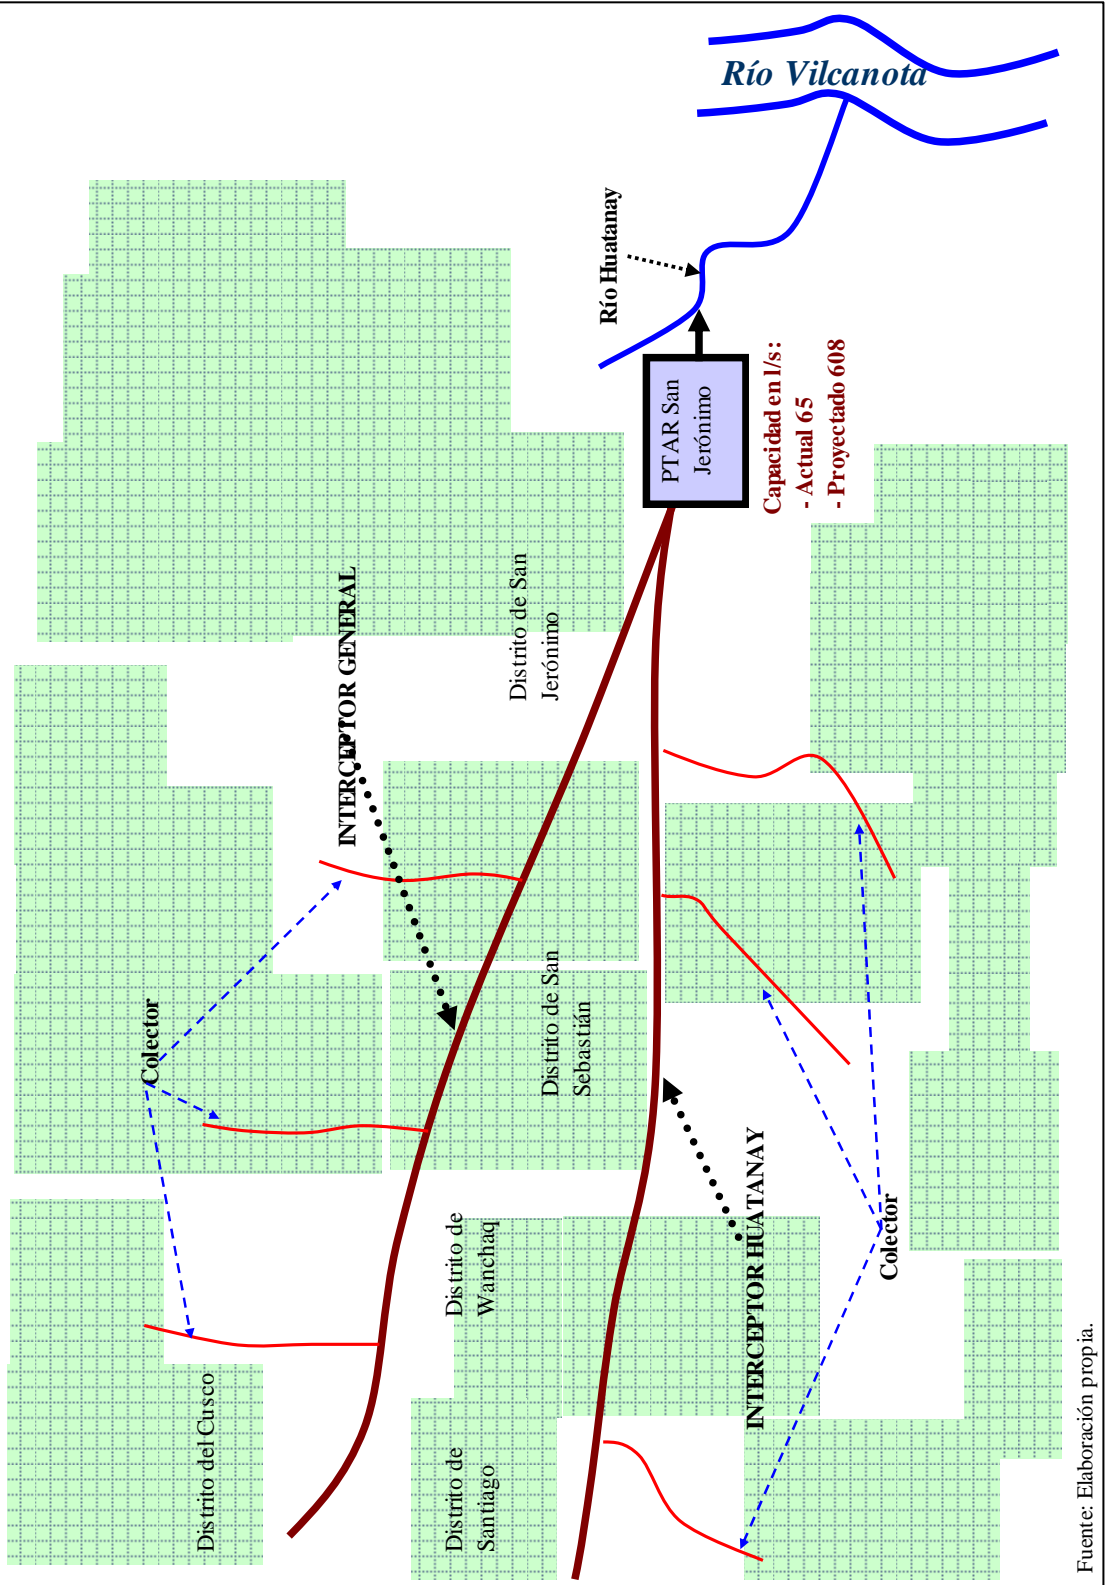 Río Vilcanota
Río Huatanay
PTAR San
Jerónimo
Capacidad en l/s:
- Actual 65
- Proyectado 608
INTERCEPTOR GENERAL
Distrito de San
Jerónimo
Colector
Distrito de San
Sebastián
INTERCEPTOR HUATANAY
Colector
Distrito de
Wanchaq
Distrito del Cusco
Distrito de
Santiago
Fuente: Elaboración propia.